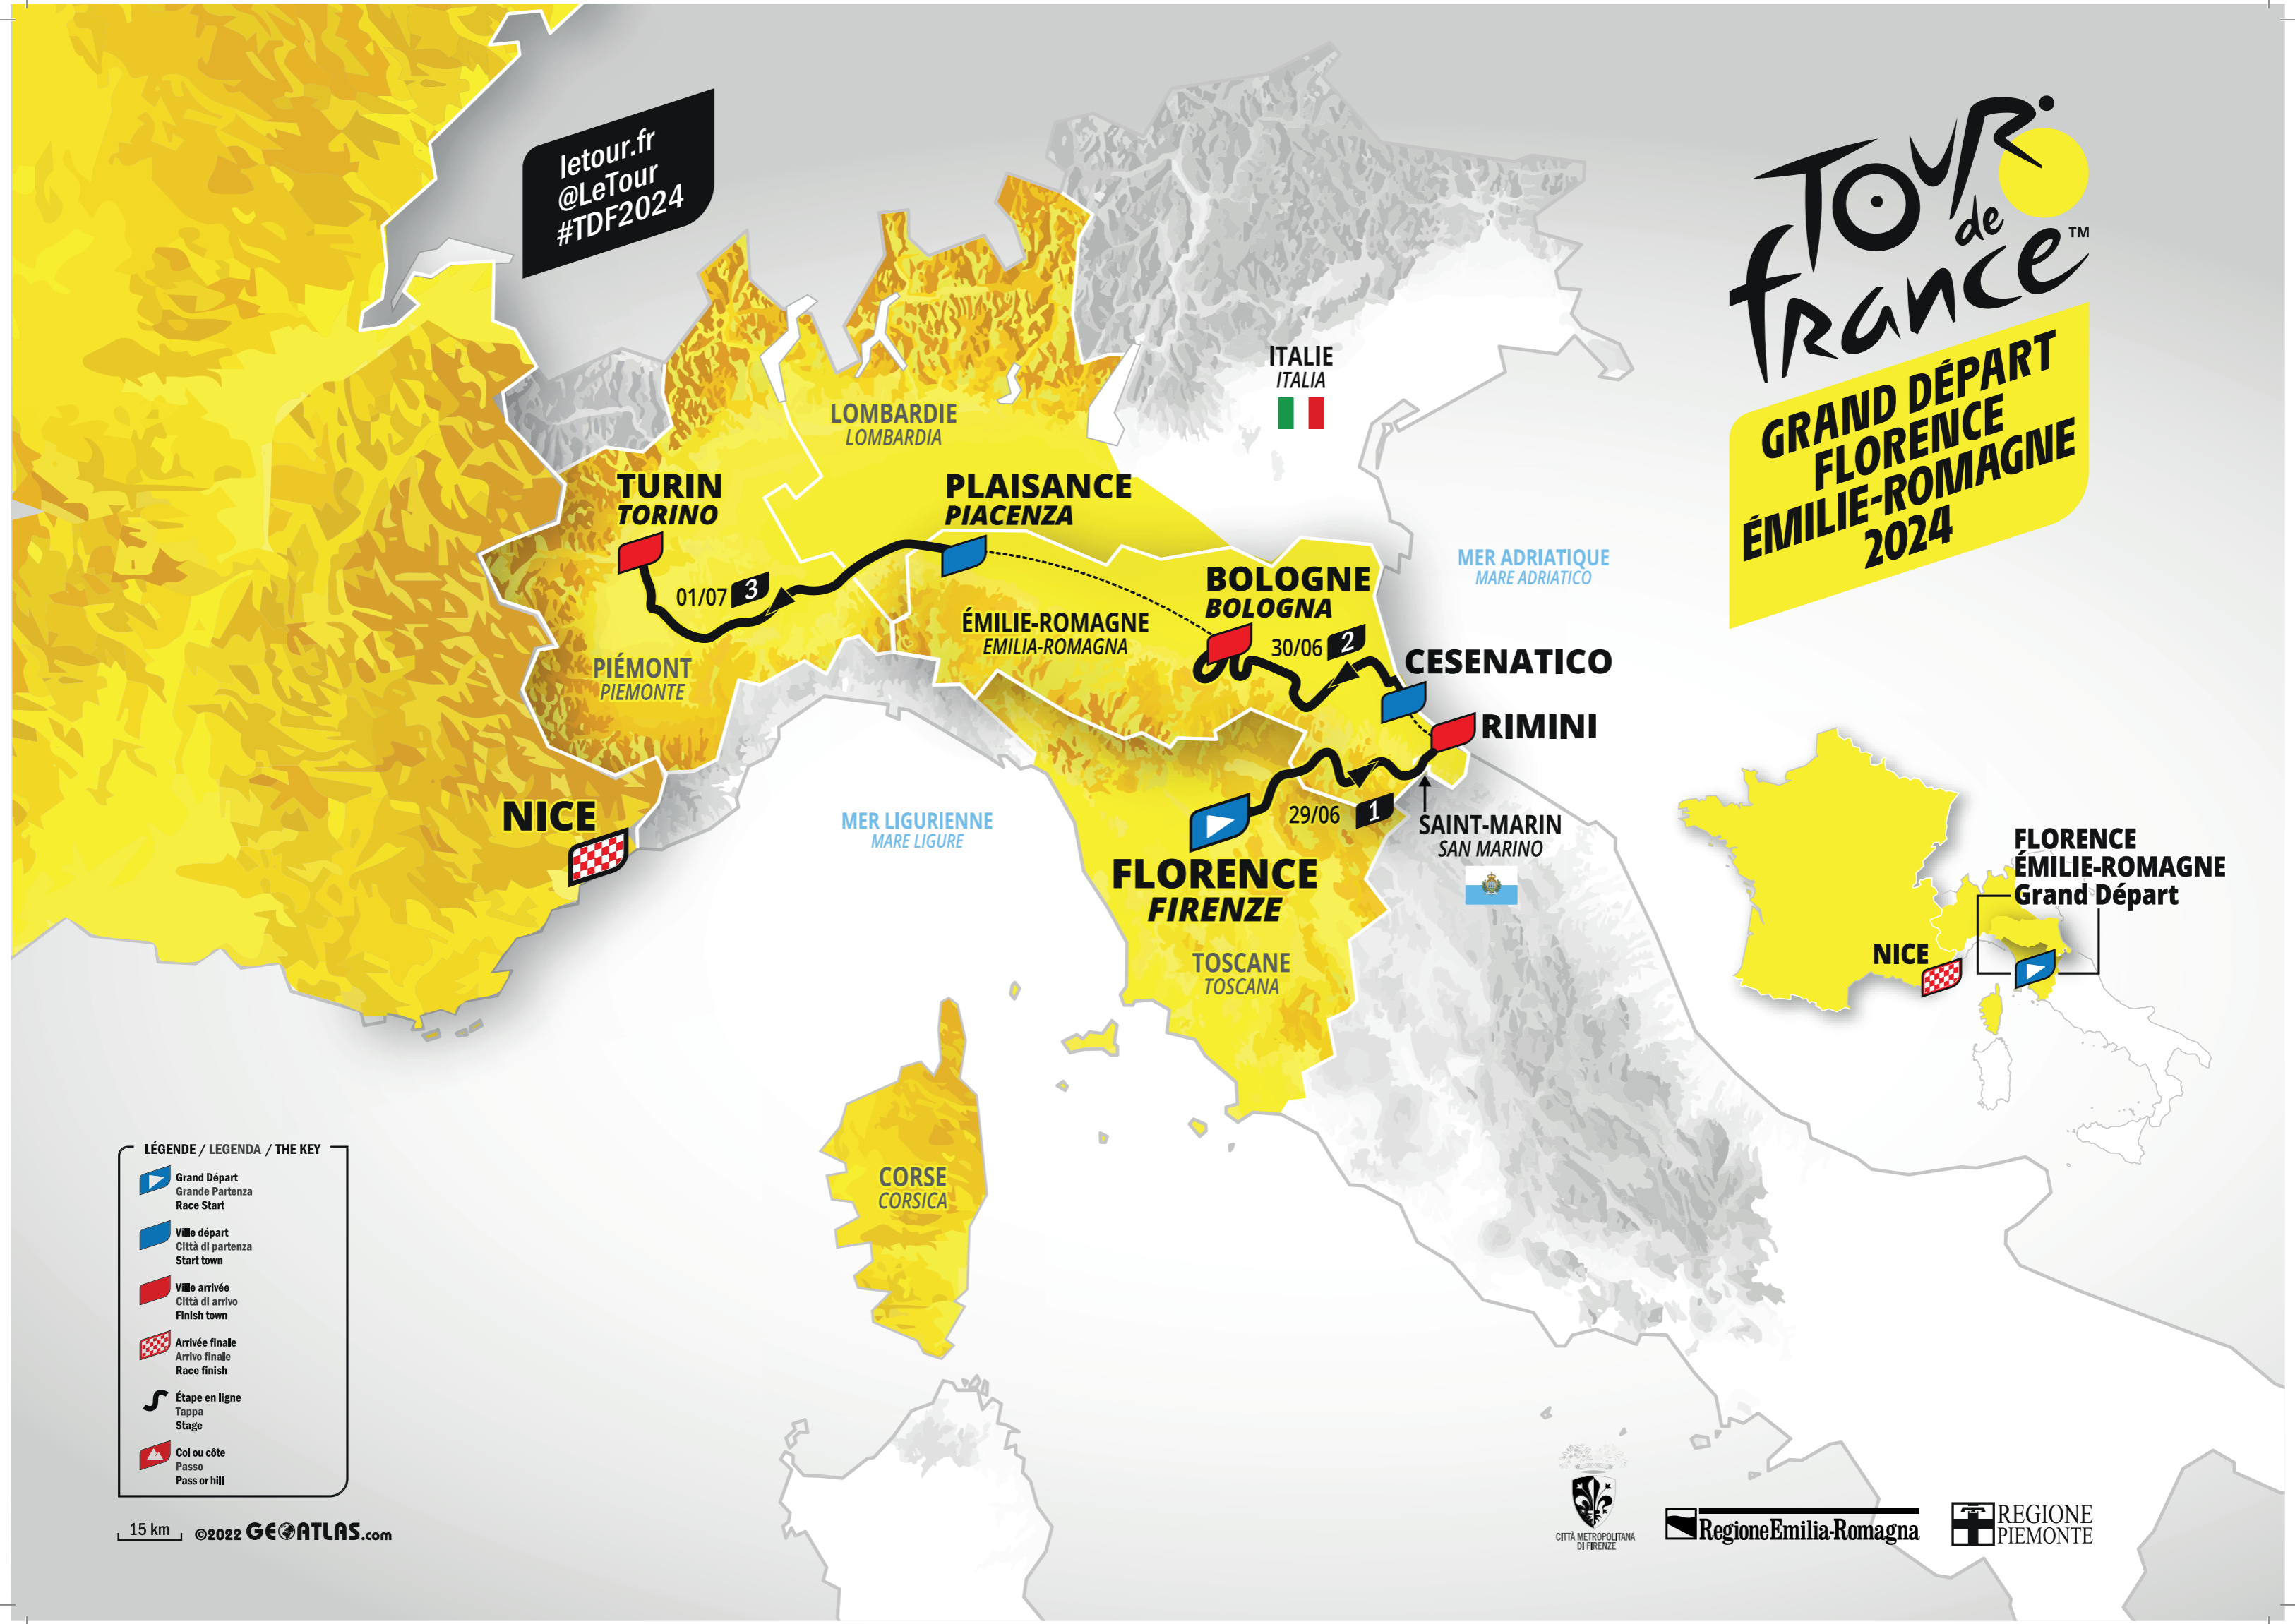 letour.fr
@LeTour
#TDF2024
TOUR
de
france™
GRAND DÉPART
FLORENCE
ÉMILIE-ROMAGNE
2024
ITALIE
ITALIA
LOMBARDIE
LOMBARDIA
TURIN
TORINO
PLAISANCE
PIACENZA
01/07 3
BOLOGNE
BOLOGNA
MER ADRIATIQUE
MARE ADRIATICO
ÉMILIE-ROMAGNE
EMILIA-ROMAGNA
30/06 2
CESENATICO
PIÉMONT
PIEMONTE
RIMINI
NICE
MER LIGURIENNE
MARE LIGURE
29/06 1
SAINT-MARIN
SAN MARINO
FLORENCE
FIRENZE
TOSCANE
TOSCANA
FLORENCE
ÉMILIE-ROMAGNE
Grand Départ
NICE
CORSE
CORSICA
LÉGENDE / LEGENDA / THE KEY
Grand Départ
Grande Partenza
Race Start
Ville départ
Città di partenza
Start town
Ville arrivée
Città di arrivo
Finish town
Arrivée finale
Arrivo finale
Race finish
Étape en ligne
Tappa
Stage
Col ou côte
Passo
Pass or hill
15 km
©2022 GEOATLAS.com
CITTÀ METROPOLITANA
DI FIRENZE
RegioneEmilia-Romagna
REGIONE
PIEMONTE